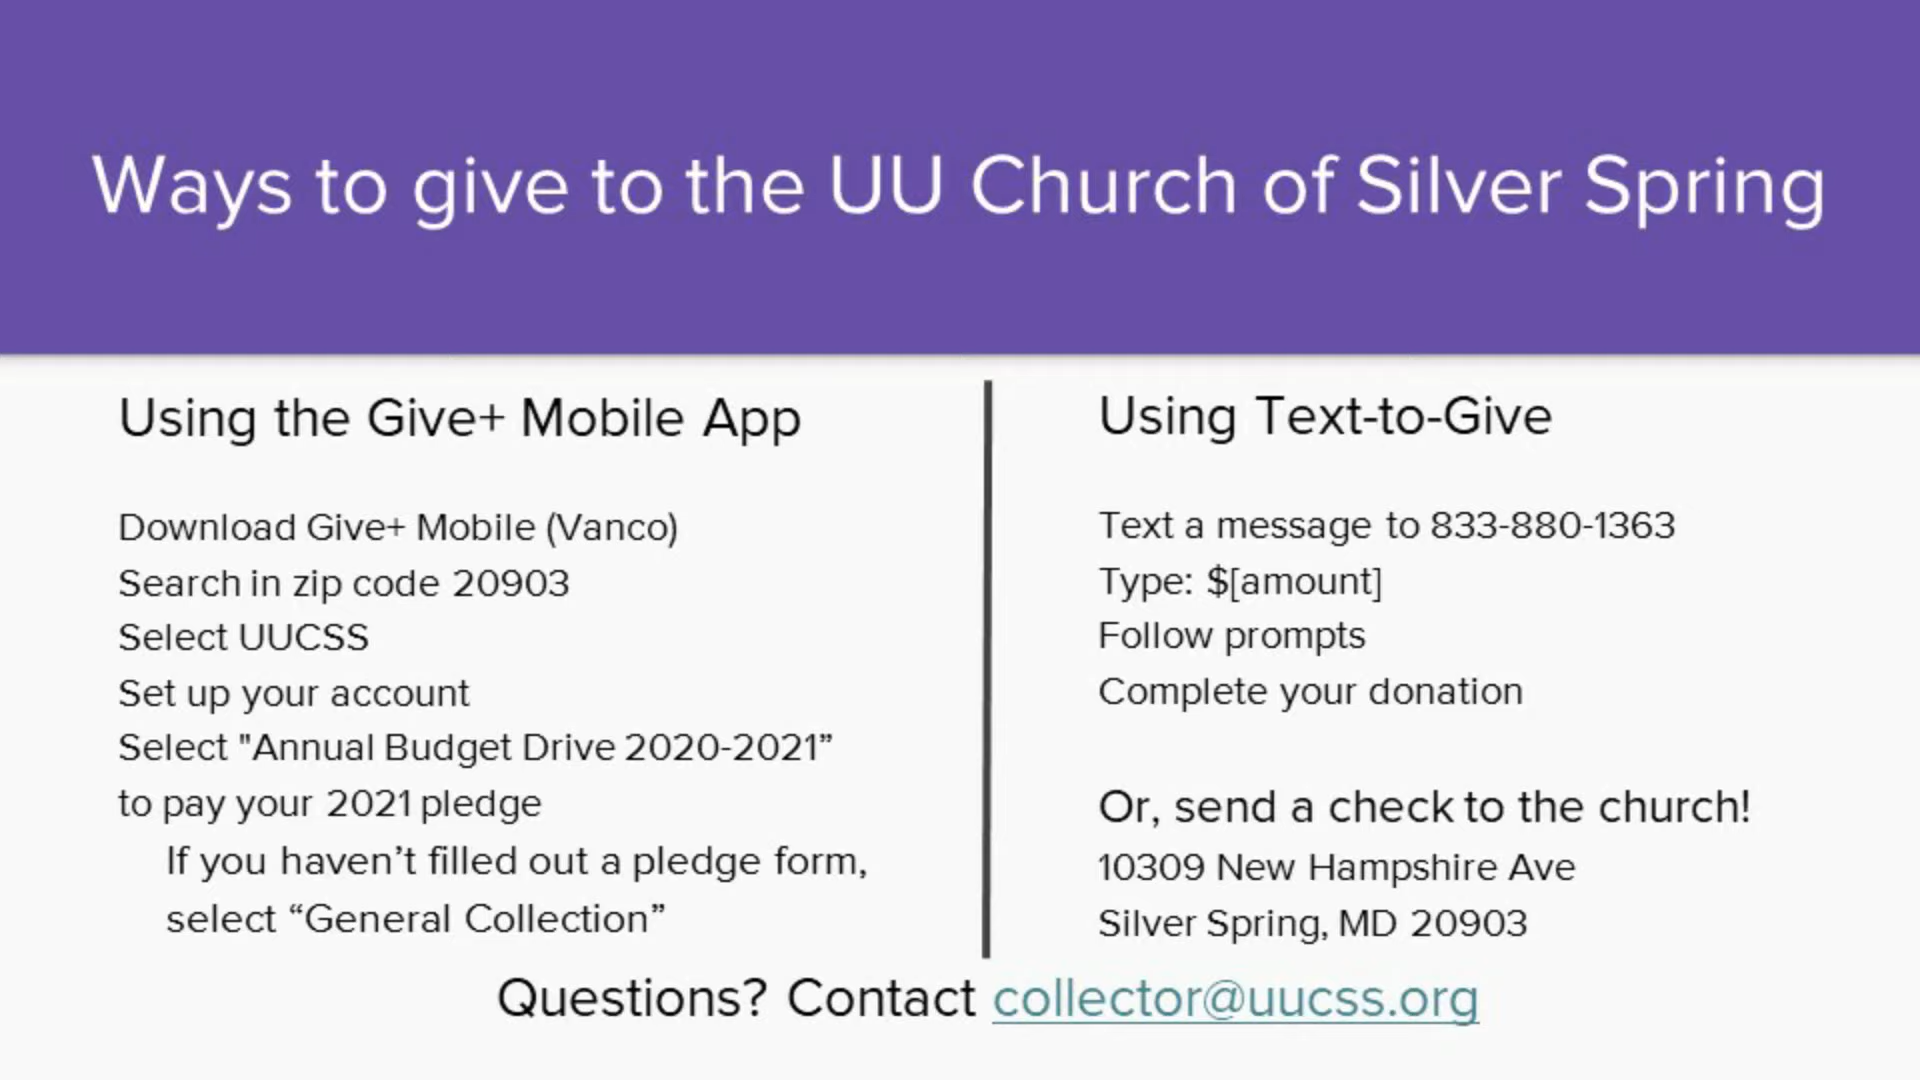 Ways to give to the UU Church of Silver Spring
Using the Give+ Mobile App
Download Give+ Mobile (Vanco)
Search in zip code 20903
Select UUCSS
Set up your account
Select "Annual Budget Drive 2020-2021”
to pay your 2021 pledge
If you haven’t filled out a pledge form,
select “General Collection”
Using Text-to-Give
Text a message to 833-880-1363
Type: $[amount]
Follow prompts
Complete your donation
Or, send a check to the church!
10309 New Hampshire Ave
Silver Spring, MD 20903
Questions? Contact collector@uucss.org